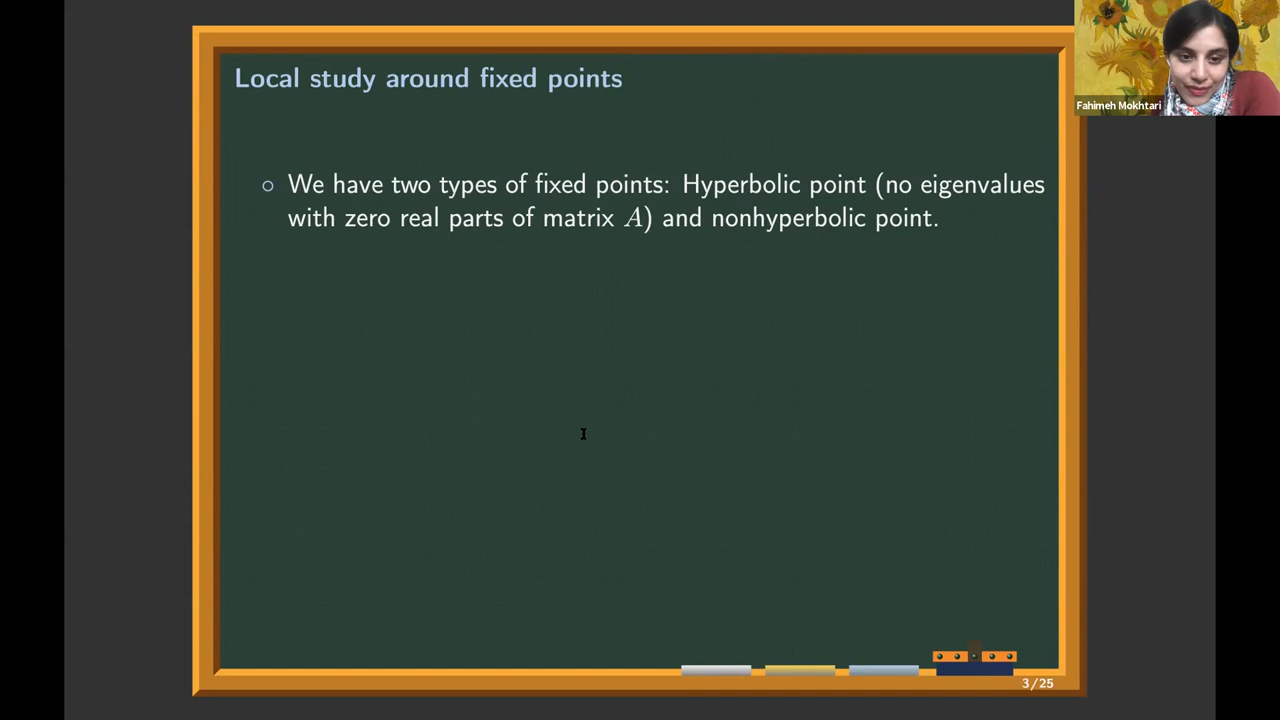 Local study around fixed points
Fahimeh Mokhtari
○ We have two types of fixed points: Hyperbolic point (no eigenvalues
with zero real parts of matrix A) and nonhyperbolic point.
3/25